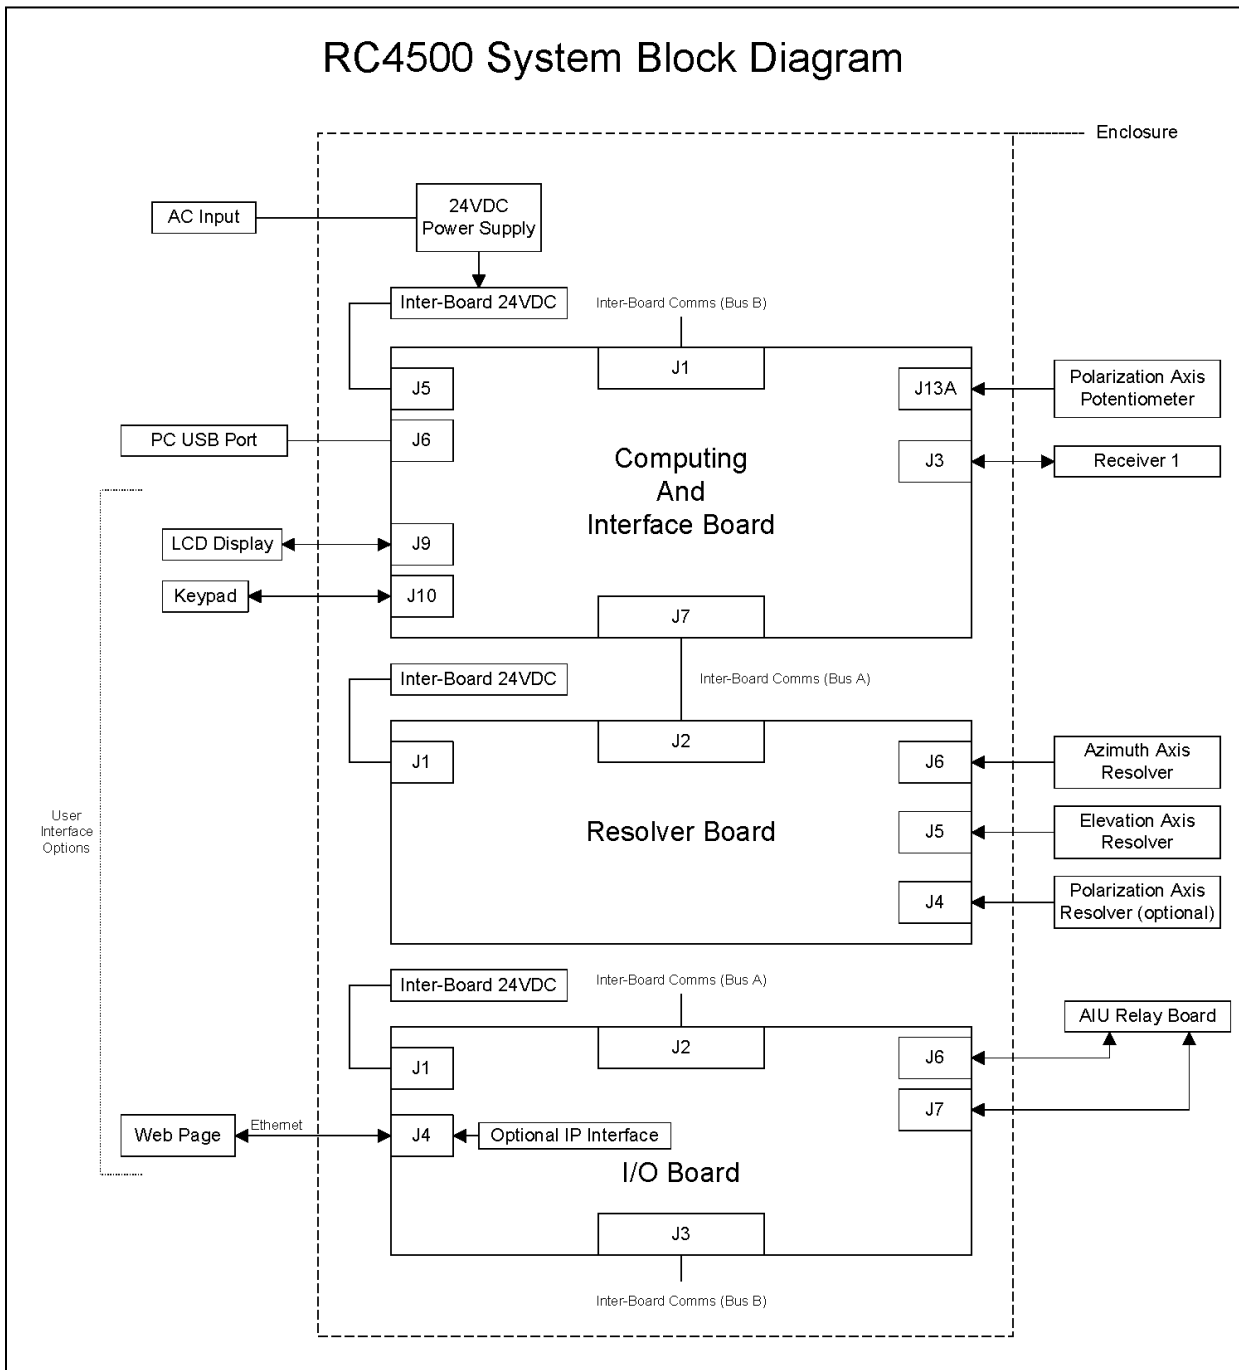 RC4500 System Block Diagram
Enclosure
AC Input
24VDC
Power Supply
Inter-Board 24VDC
Inter-Board Comms (Bus B)
J1
J5
J13A
Polarization Axis
Potentiometer
PC USB Port
J6
J3
Receiver 1
Computing
And
Interface Board
LCD Display
J9
Keypad
J10
J7
Inter-Board 24VDC
Inter-Board Comms (Bus A)
J2
J1
J6
Azimuth Axis
Resolver
Resolver Board
J5
Elevation Axis
Resolver
J4
Polarization Axis
Resolver (optional)
User
Interface
Options
Inter-Board 24VDC
Inter-Board Comms (Bus A)
AIU Relay Board
J2
J1
J6
J7
Web Page
Ethernet
J4
Optional IP Interface
I/O Board
J3
Inter-Board Comms (Bus B)